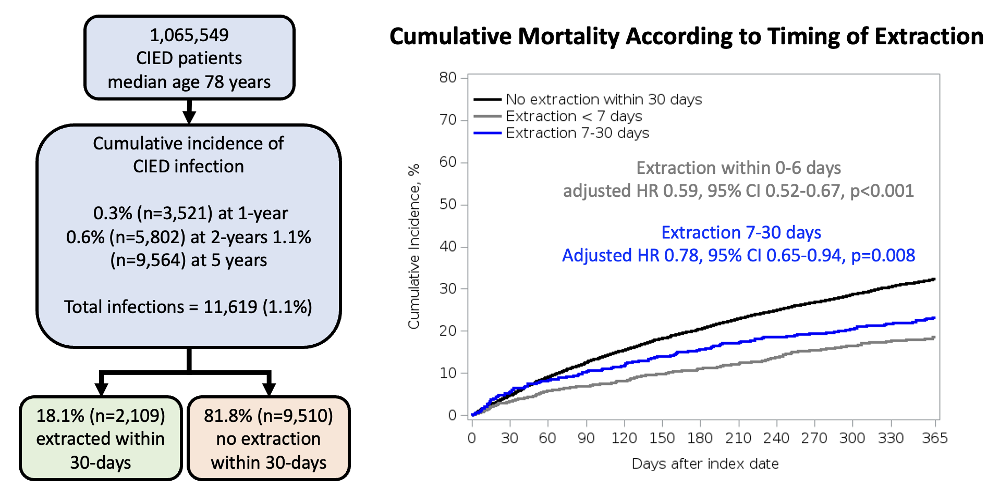 1,065,549
CIED patients
median age 78 years
Cumulative incidence of
CIED infection
0.3% (n=3,521) at 1-year
0.6% (n=5,802) at 2-years 1.1%
(n=9,564) at 5 years
Total infections = 11,619 (1.1%)
18.1% (n=2,109)
extracted within
30-days
81.8% (n=9,510)
no extraction
within 30-days
Cumulative Mortality According to Timing of Extraction
80
70
60
50
40
30
20
10
0
Cumulative Incidence, %
No extraction within 30 days
Extraction < 7 days
Extraction 7-30 days
Extraction within 0-6 days
adjusted HR 0.59, 95% CI 0.52-0.67, p<0.001
Extraction 7-30 days
Adjusted HR 0.78, 95% CI 0.65-0.94, p=0.008
0 30 60 90 120 150 180 210 240 270 300 330 365
Days after index date